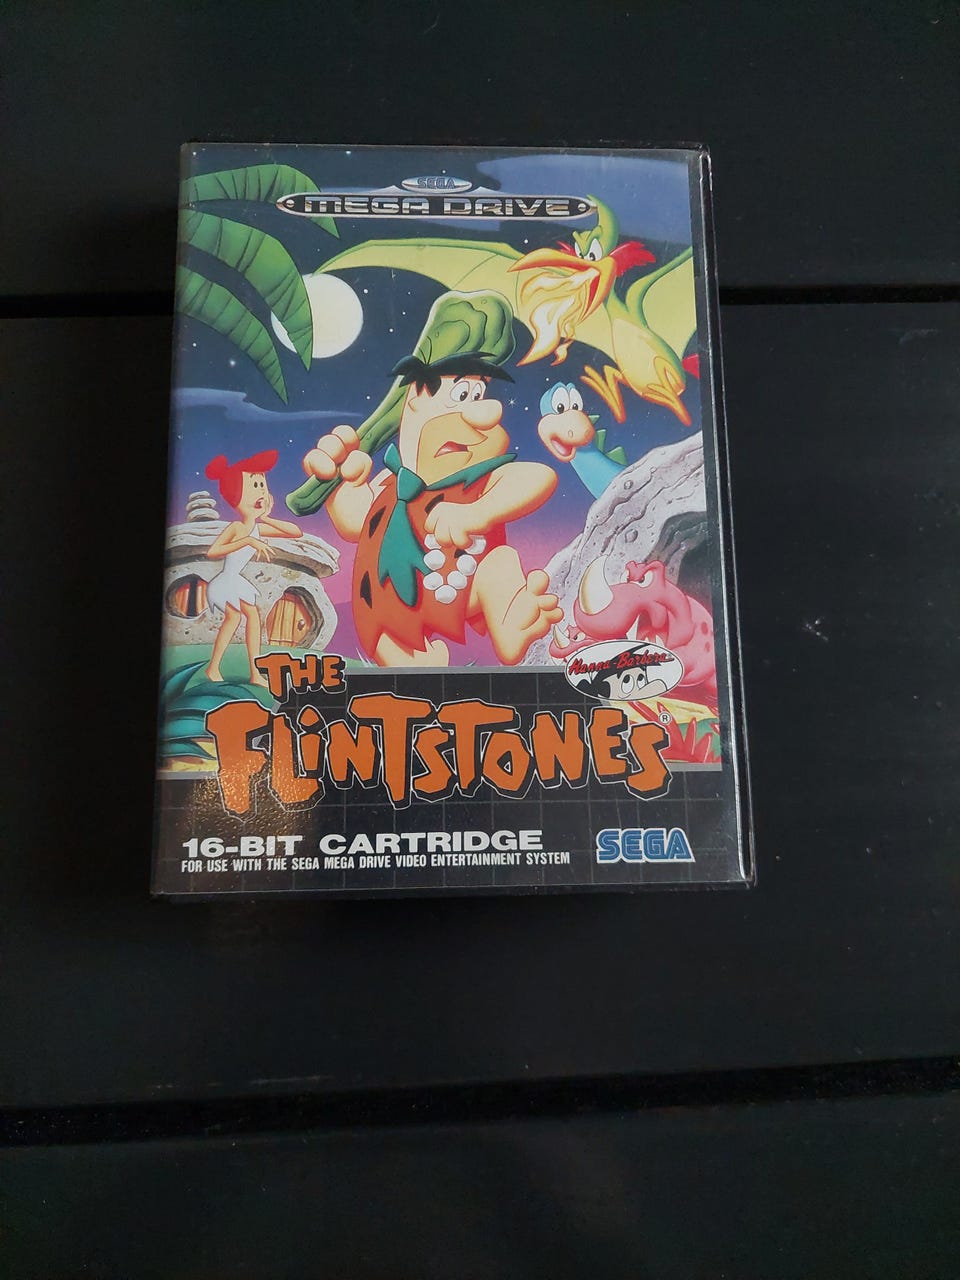 SEGA
MEGA DRIVE
Hanna-Barbera
THE
FLiNTSTONES®
16-BIT CARTRIDGE
FOR USE WITH THE SEGA MEGA DRIVE VIDEO ENTERTAINMENT SYSTEM
SEGA